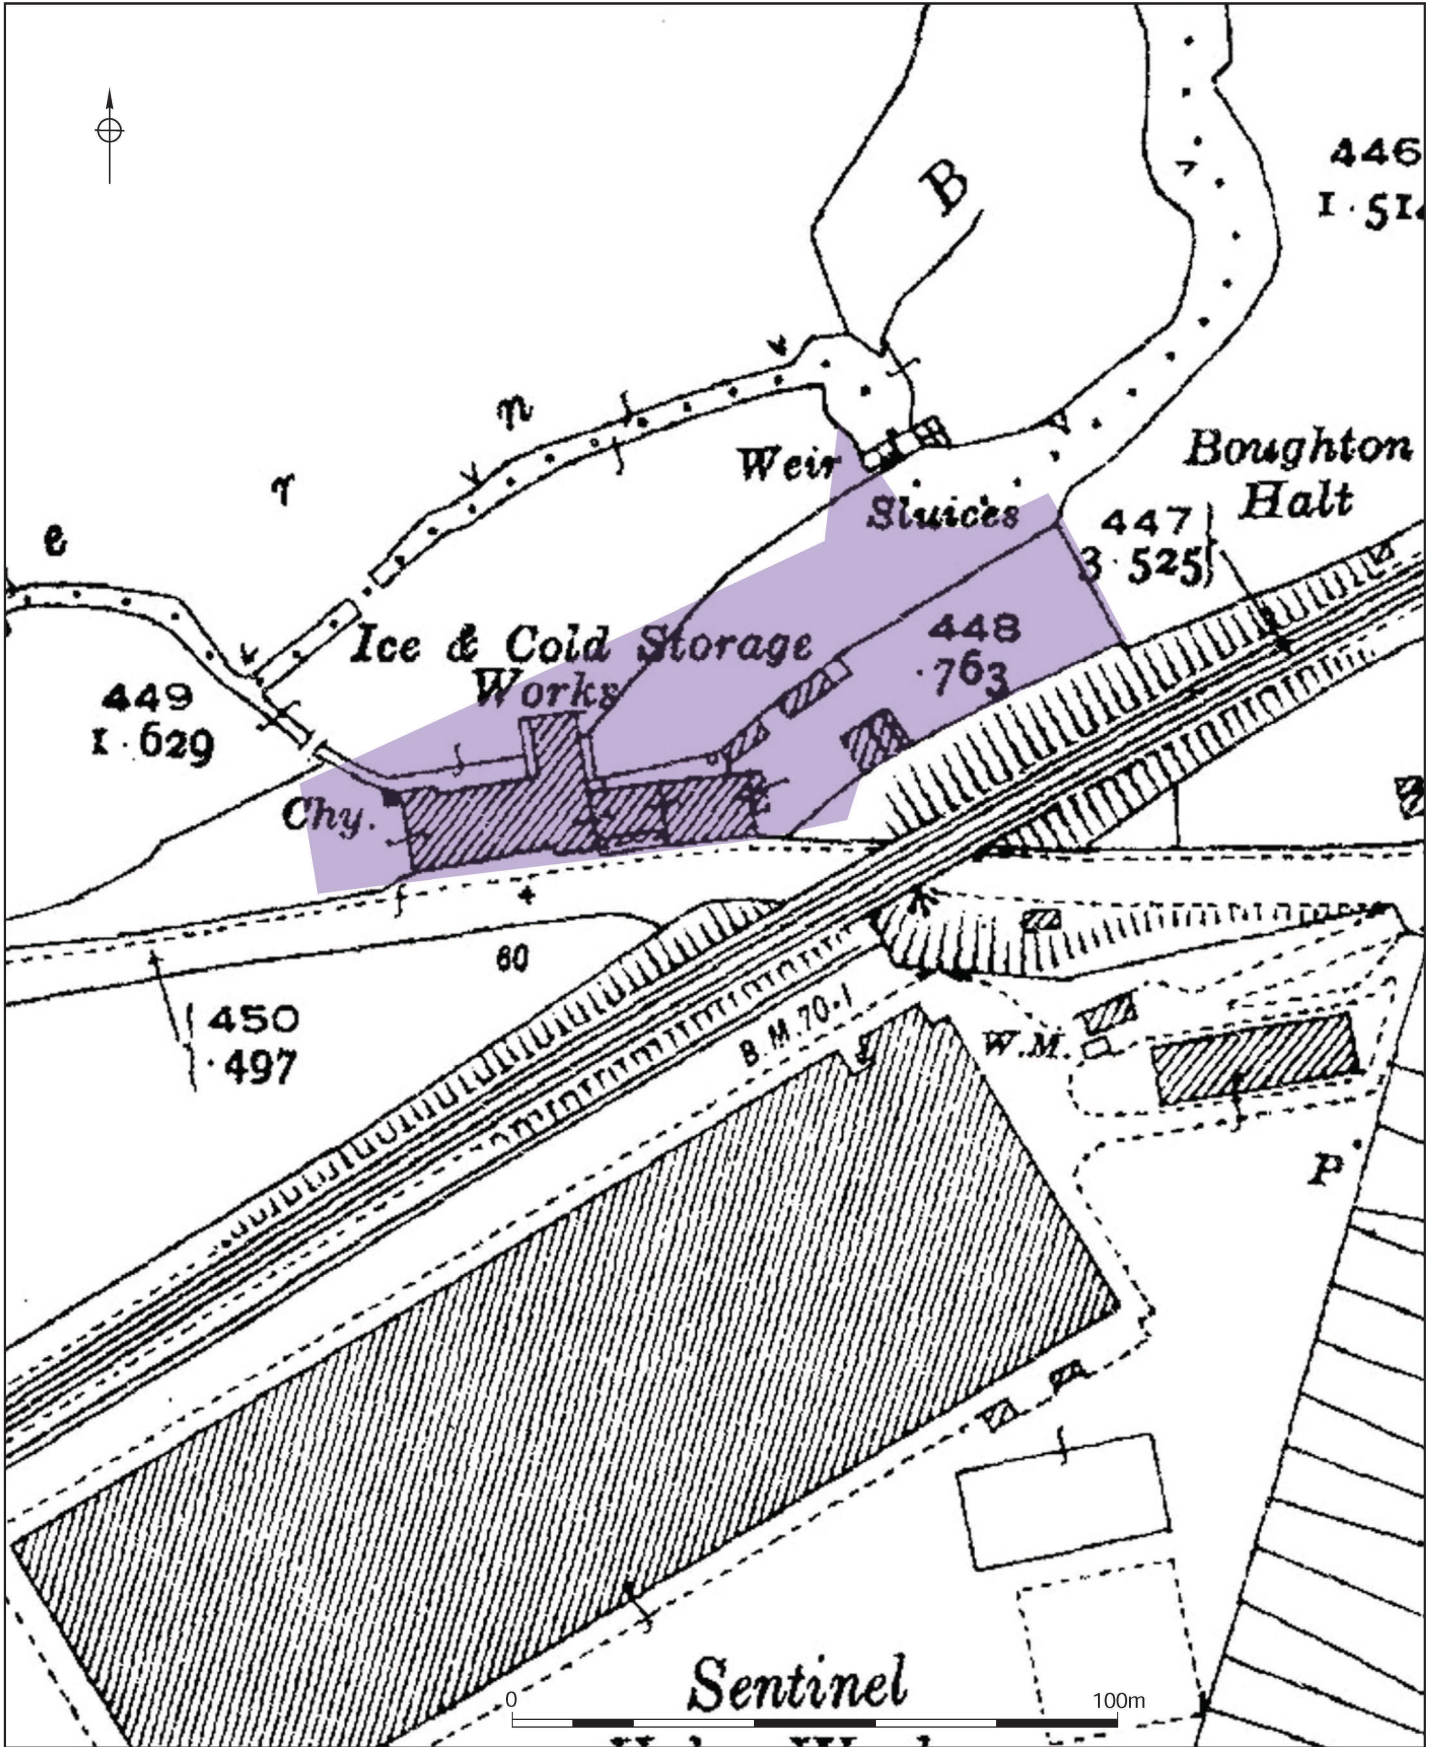 B
446
1·514
n
Boughton
Halt
Weir
r
Sluices
447
3·525
e
Ice & Cold Storage
Works
448
·763
449
1·629
Chy.
60
450
·497
B.M.70·1
W.M.
P
Sentinel
0
100m